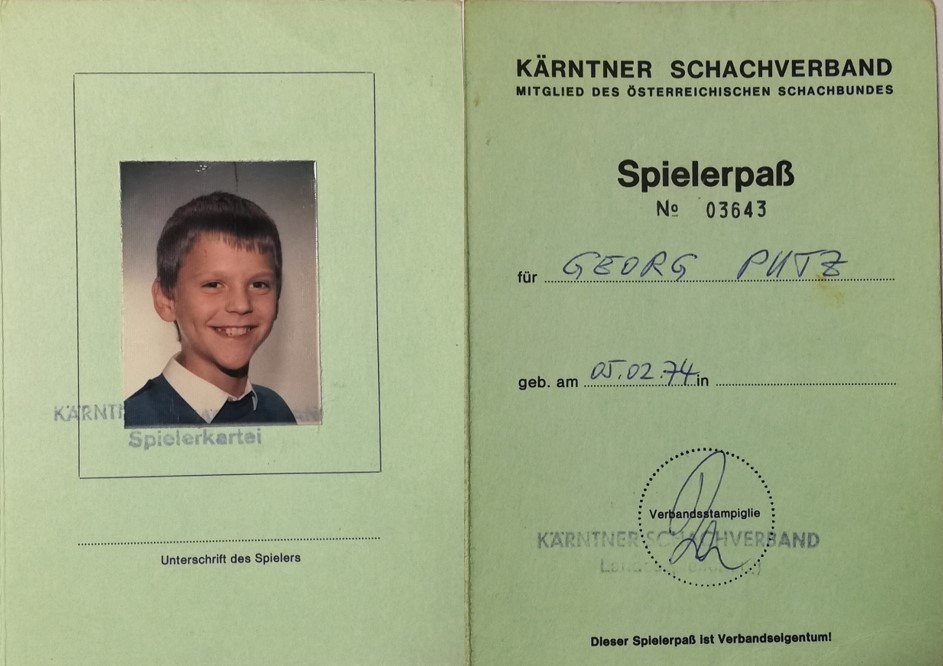 KÄRNT
Spielerkartei
Unterschrift des Spielers
KÄRNTNER SCHACHVERBAND
MITGLIED DES ÖSTERREICHISCHEN SCHACHBUNDES
Spielerpaß
No 03643
für GEORG PUTZ
geb. am 05.02.74 in
Verbandsstampiglie
KÄRNTNER SCHACHVERBAND
Dieser Spielerpaß ist Verbandseigentum!